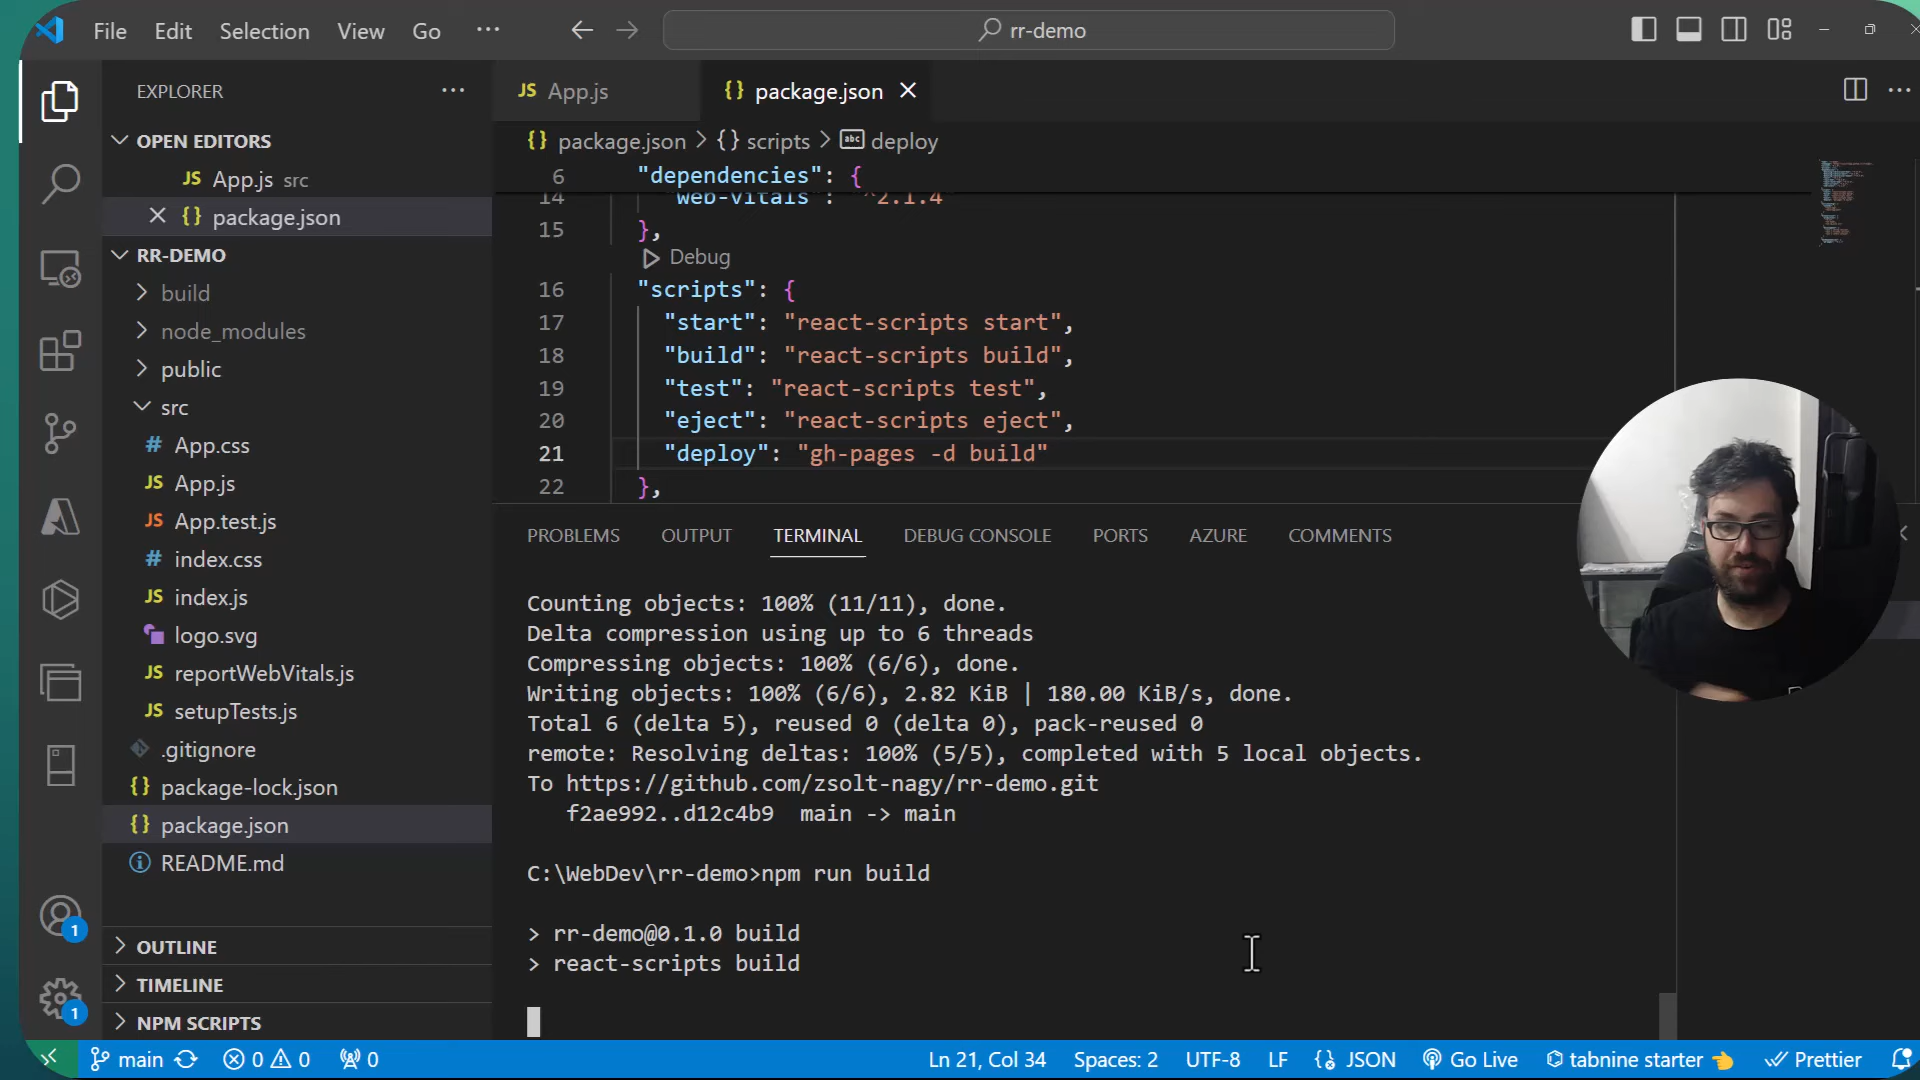 File Edit Selection View Go ···
rr-demo
EXPLORER
OPEN EDITORS
JS App.js src
{} package.json
RR-DEMO
build
node_modules
public
src
# App.css
JS App.js
JS App.test.js
# index.css
JS index.js
logo.svg
JS reportWebVitals.js
JS setupTests.js
.gitignore
{} package-lock.json
{} package.json
README.md
OUTLINE
TIMELINE
NPM SCRIPTS
1
1
JS App.js
{} package.json
{} package.json > {} scripts > abc deploy
6 "dependencies": {
14 "web-vitals": "^2.1.4"
15 },
Debug
16 "scripts": {
17 "start": "react-scripts start",
18 "build": "react-scripts build",
19 "test": "react-scripts test",
20 "eject": "react-scripts eject",
21 "deploy": "gh-pages -d build"
22 },
PROBLEMS OUTPUT TERMINAL DEBUG CONSOLE PORTS AZURE COMMENTS
Counting objects: 100% (11/11), done.
Delta compression using up to 6 threads
Compressing objects: 100% (6/6), done.
Writing objects: 100% (6/6), 2.82 KiB | 180.00 KiB/s, done.
Total 6 (delta 5), reused 0 (delta 0), pack-reused 0
remote: Resolving deltas: 100% (5/5), completed with 5 local objects.
To https://github.com/zsolt-nagy/rr-demo.git
f2ae992..d12c4b9 main -> main
C:\WebDev\rr-demo>npm run build
> rr-demo@0.1.0 build
> react-scripts build
main 0 0 0 Ln 21, Col 34 Spaces: 2 UTF-8 LF JSON Go Live tabnine starter Prettier